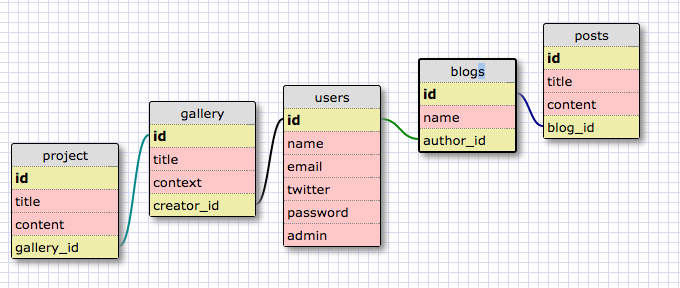 project
id
title
content
gallery_id
gallery
id
title
context
creator_id
users
id
name
email
twitter
password
admin
blogs
id
name
author_id
posts
id
title
content
blog_id